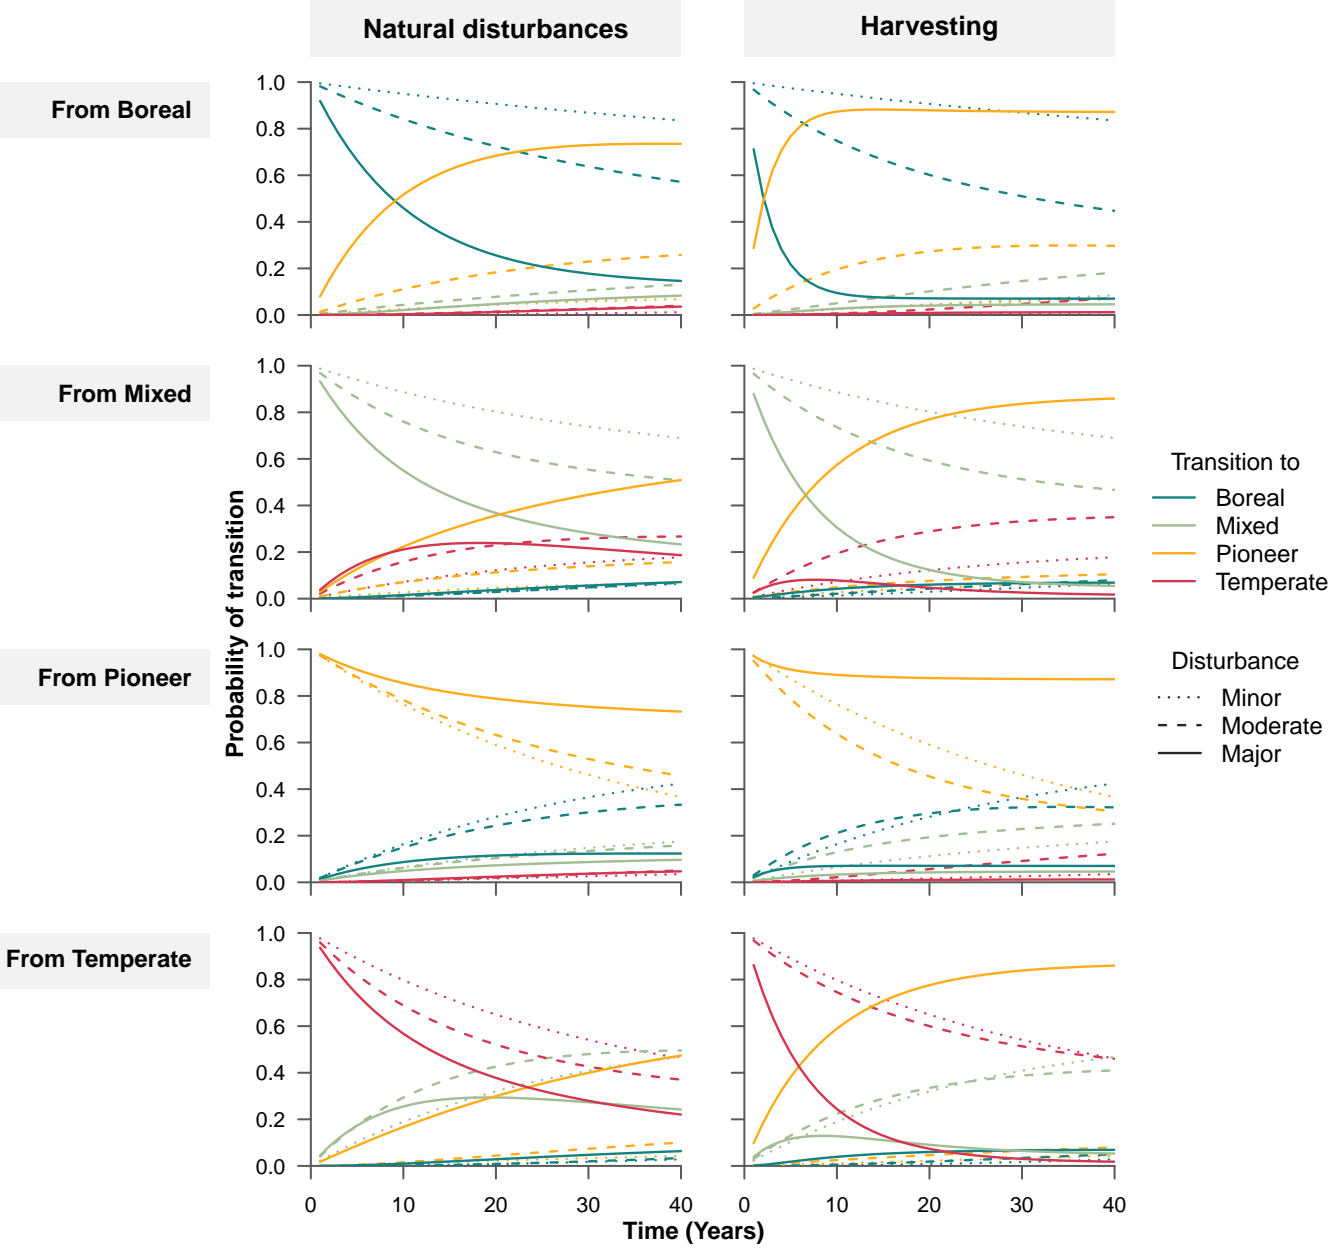 Natural disturbances
Harvesting
From Boreal
1.0
0.8
0.6
0.4
0.2
0.0
From Mixed
1.0
0.8
0.6
0.4
0.2
0.0
From Pioneer
1.0
0.8
0.6
0.4
0.2
0.0
From Temperate
1.0
0.8
0.6
0.4
0.2
0.0
0 10 20 30 40
0 10 20 30 40
Probability of transition
Time (Years)
Transition to
Boreal
Mixed
Pioneer
Temperate
Disturbance
Minor
Moderate
Major